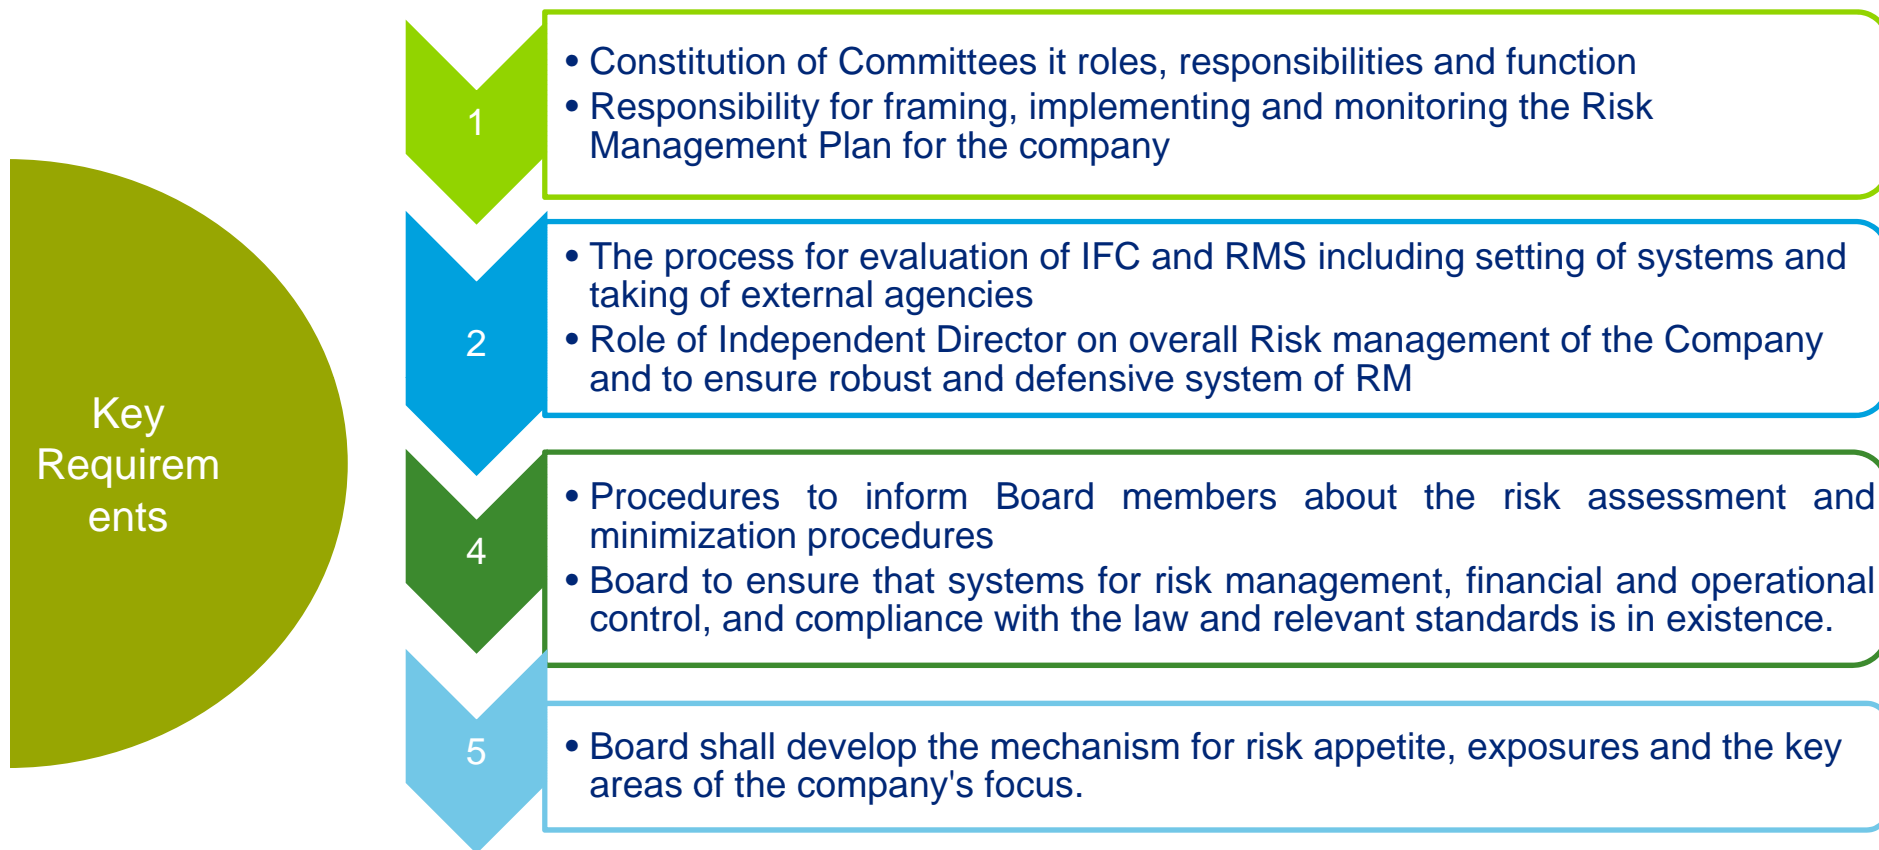 Key
Requirem
ents
1
• Constitution of Committees it roles, responsibilities and function
• Responsibility for framing, implementing and monitoring the Risk
Management Plan for the company
2
• The process for evaluation of IFC and RMS including setting of systems and
taking of external agencies
• Role of Independent Director on overall Risk management of the Company
and to ensure robust and defensive system of RM
4
• Procedures to inform Board members about the risk assessment and
minimization procedures
• Board to ensure that systems for risk management, financial and operational
control, and compliance with the law and relevant standards is in existence.
5
• Board shall develop the mechanism for risk appetite, exposures and the key
areas of the company's focus.